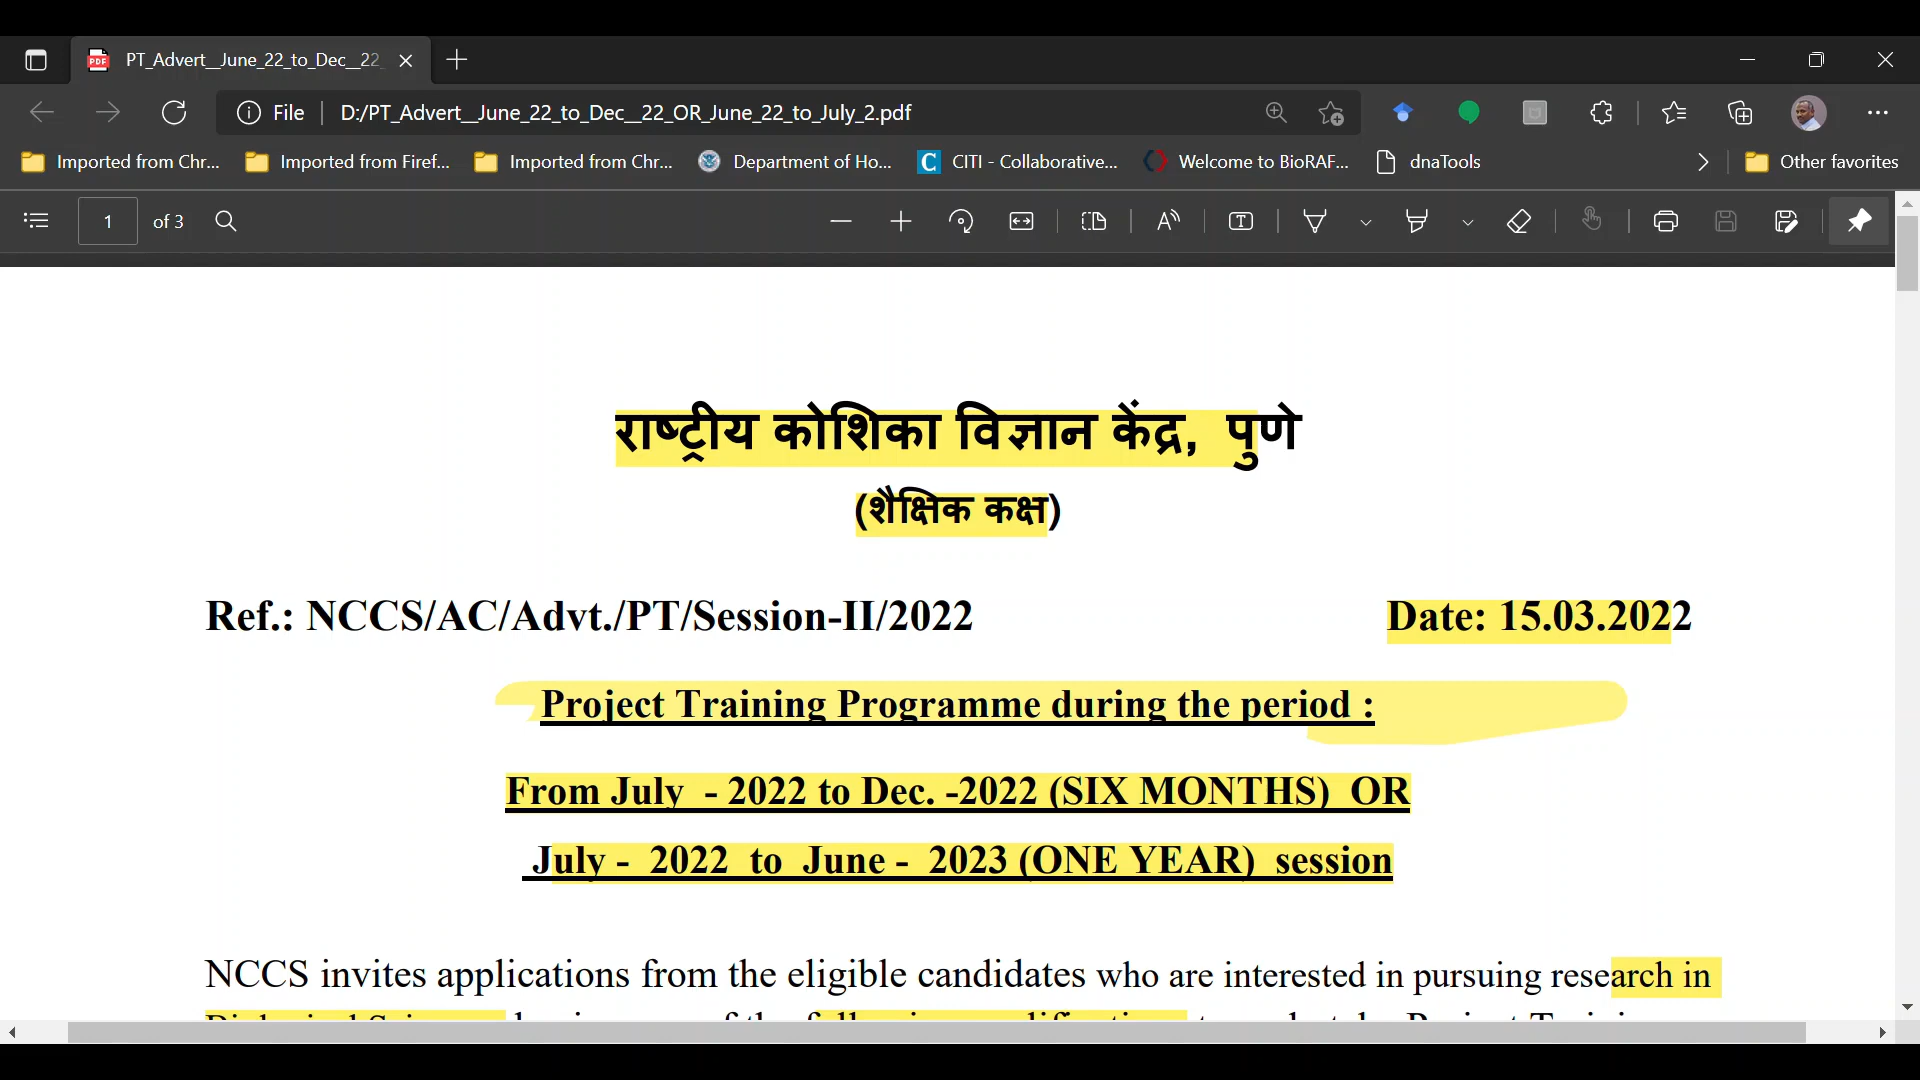 PT_Advert__June_22_to_Dec__22_
File
D:/PT_Advert__June_22_to_Dec__22_OR_June_22_to_July_2.pdf
Imported from Chr... Imported from Firef... Imported from Chr... Department of Ho... CITI - Collaborative... Welcome to BioRAF... dnaTools Other favorites
1 of 3
राष्ट्रीय कोशिका विज्ञान केंद्र, पुणे
(शैक्षिक कक्ष)
Ref.: NCCS/AC/Advt./PT/Session-II/2022 Date: 15.03.2022
Project Training Programme during the period :
From July - 2022 to Dec. -2022 (SIX MONTHS) OR
July - 2022 to June - 2023 (ONE YEAR) session
NCCS invites applications from the eligible candidates who are interested in pursuing research in